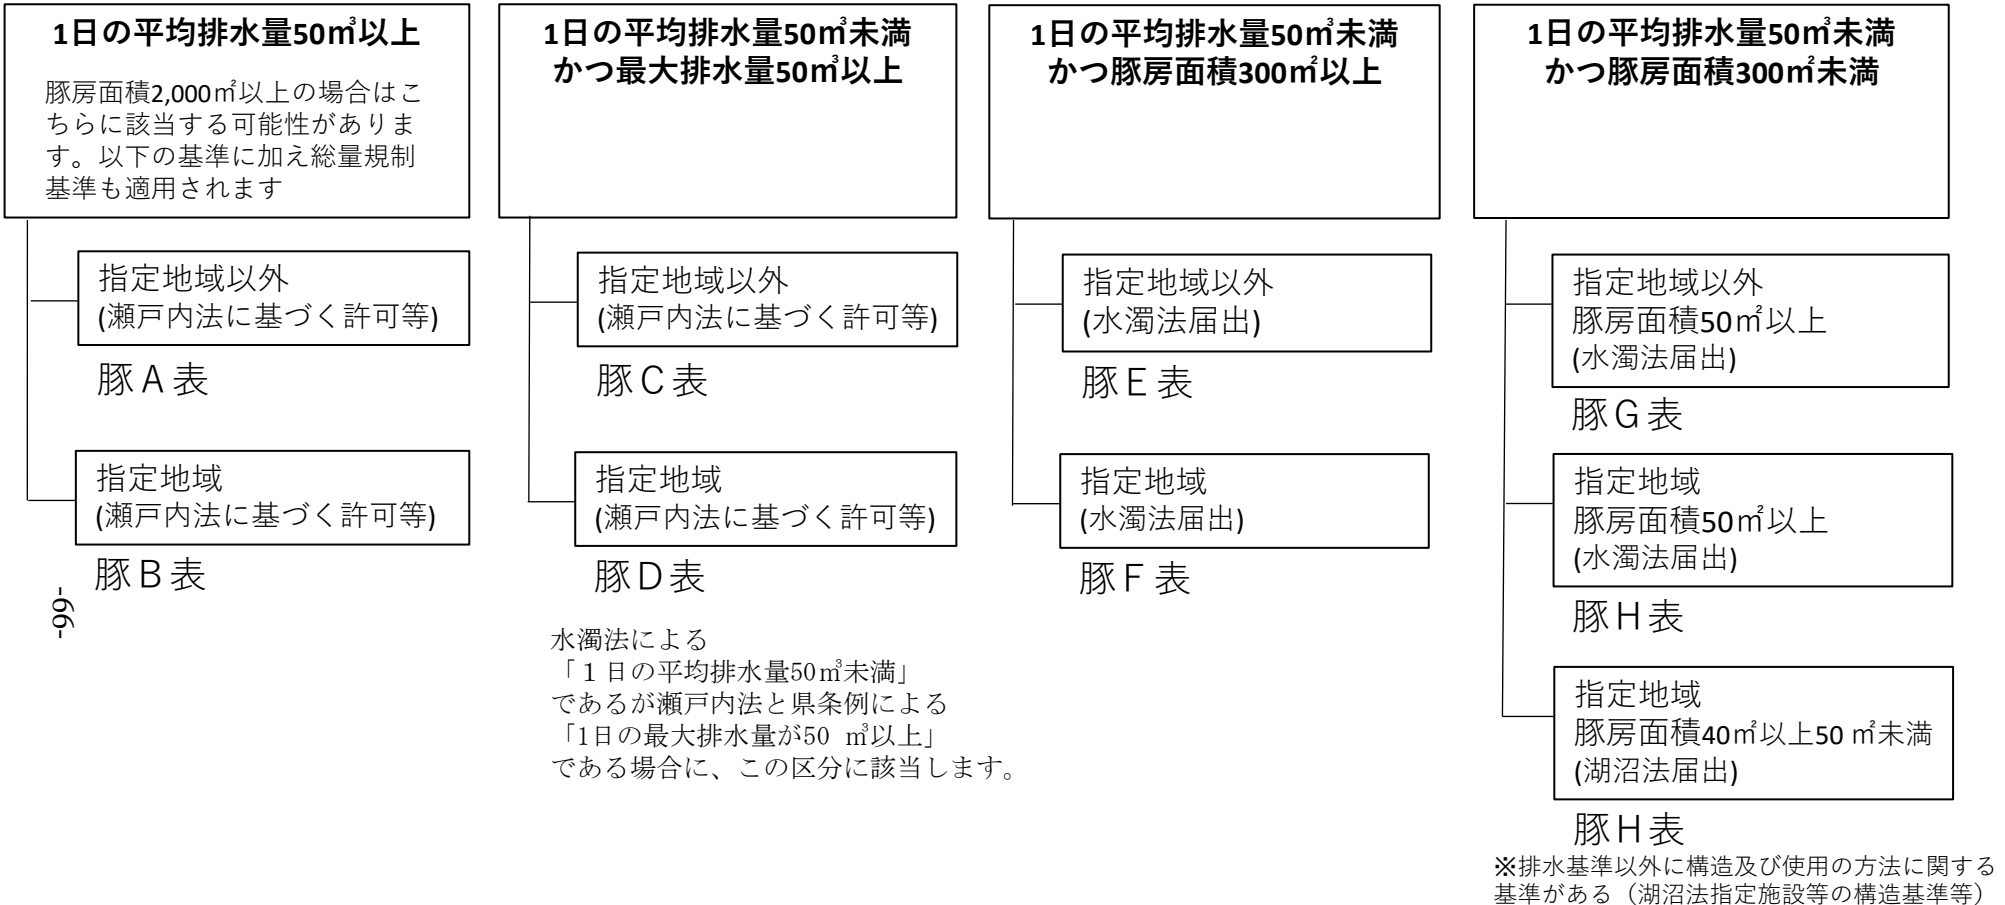 1日の平均排水量50㎥以上
豚房面積2,000㎡以上の場合はこ
ちらに該当する可能性がありま
す。以下の基準に加え総量規制
基準も適用されます
指定地域以外
(瀬戸内法に基づく許可等)
豚Ａ表
指定地域
(瀬戸内法に基づく許可等)
豚Ｂ表
1日の平均排水量50㎥未満
かつ最大排水量50㎥以上
指定地域以外
(瀬戸内法に基づく許可等)
豚Ｃ表
指定地域
(瀬戸内法に基づく許可等)
豚Ｄ表
水濁法による
「１日の平均排水量50㎥未満」
であるが瀬戸内法と県条例による
「1日の最大排水量が50 ㎥以上」
である場合に、この区分に該当します。
1日の平均排水量50㎥未満
かつ豚房面積300㎡以上
指定地域以外
(水濁法届出)
豚Ｅ表
指定地域
(水濁法届出)
豚Ｆ表
1日の平均排水量50㎥未満
かつ豚房面積300㎡未満
指定地域以外
豚房面積50㎡以上
(水濁法届出)
豚Ｇ表
指定地域
豚房面積50㎡以上
(水濁法届出)
豚Ｈ表
指定地域
豚房面積40㎡以上50 ㎡未満
(湖沼法届出)
豚Ｈ表
※排水基準以外に構造及び使用の方法に関する
基準がある（湖沼法指定施設等の構造基準等）
-66-